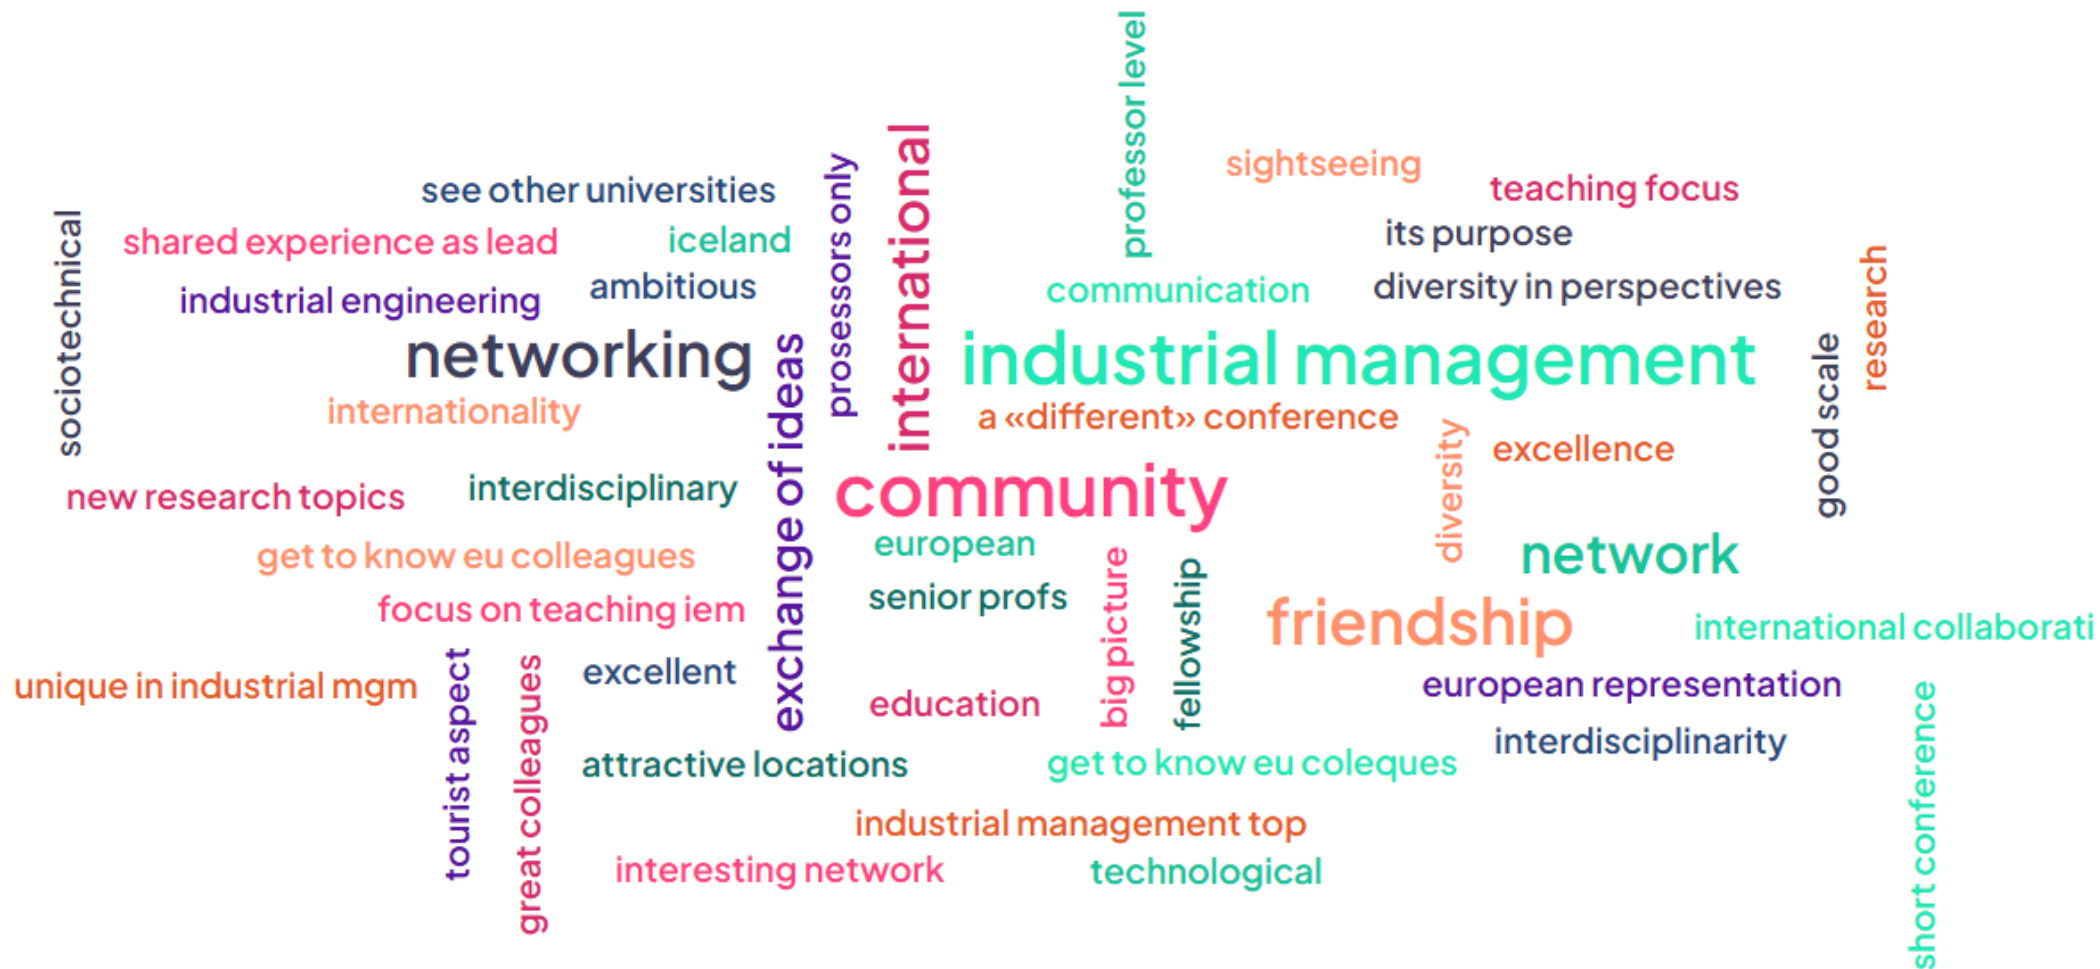 professor level
sightseeing
see other universities
prosessors only
international
teaching focus
sociotechnical
shared experience as lead
iceland
its purpose
research
industrial engineering
ambitious
communication
diversity in perspectives
networking
exchange of ideas
industrial management
good scale
internationality
a «different» conference
diversity
excellence
new research topics
interdisciplinary
community
get to know eu colleagues
european
big picture
fellowship
network
focus on teaching iem
senior profs
friendship
international collaborati
unique in industrial mgm
tourist aspect
great colleagues
excellent
education
european representation
short conference
interdisciplinarity
attractive locations
get to know eu coleques
industrial management top
interesting network
technological